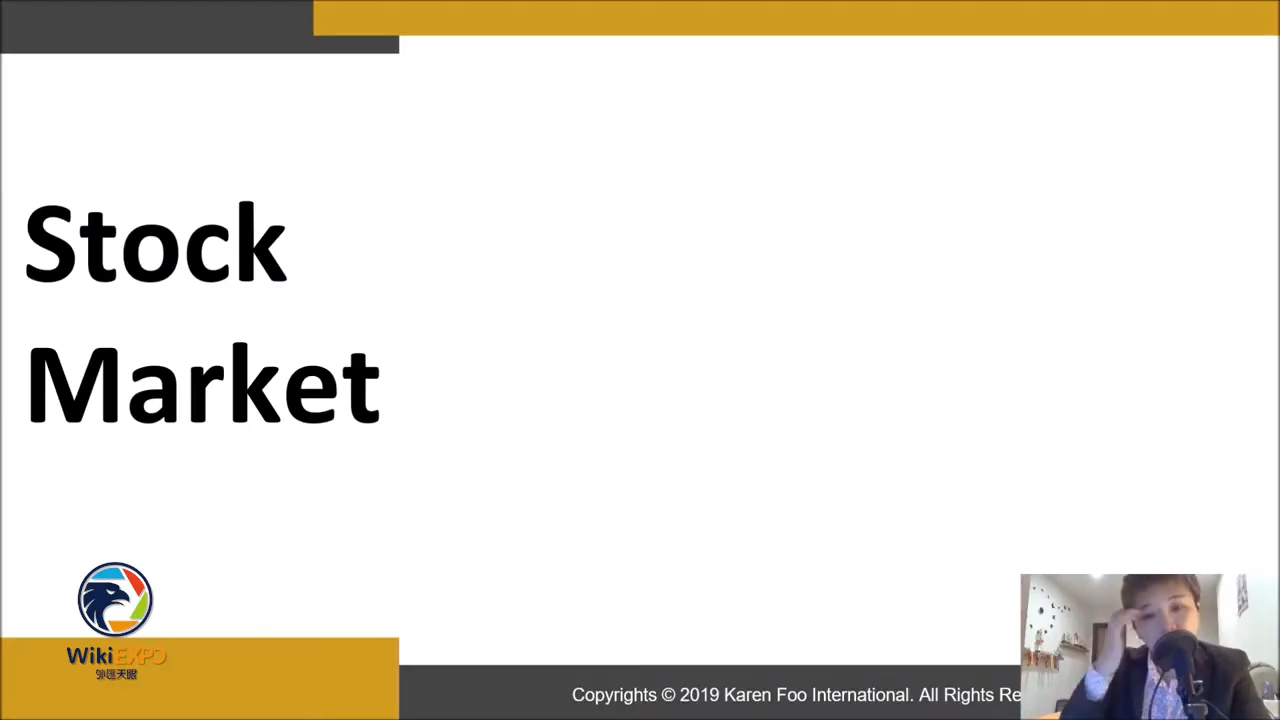 Stock
Market
WikiEXPO
外匯天眼
Copyrights © 2019 Karen Foo International. All Rights Re